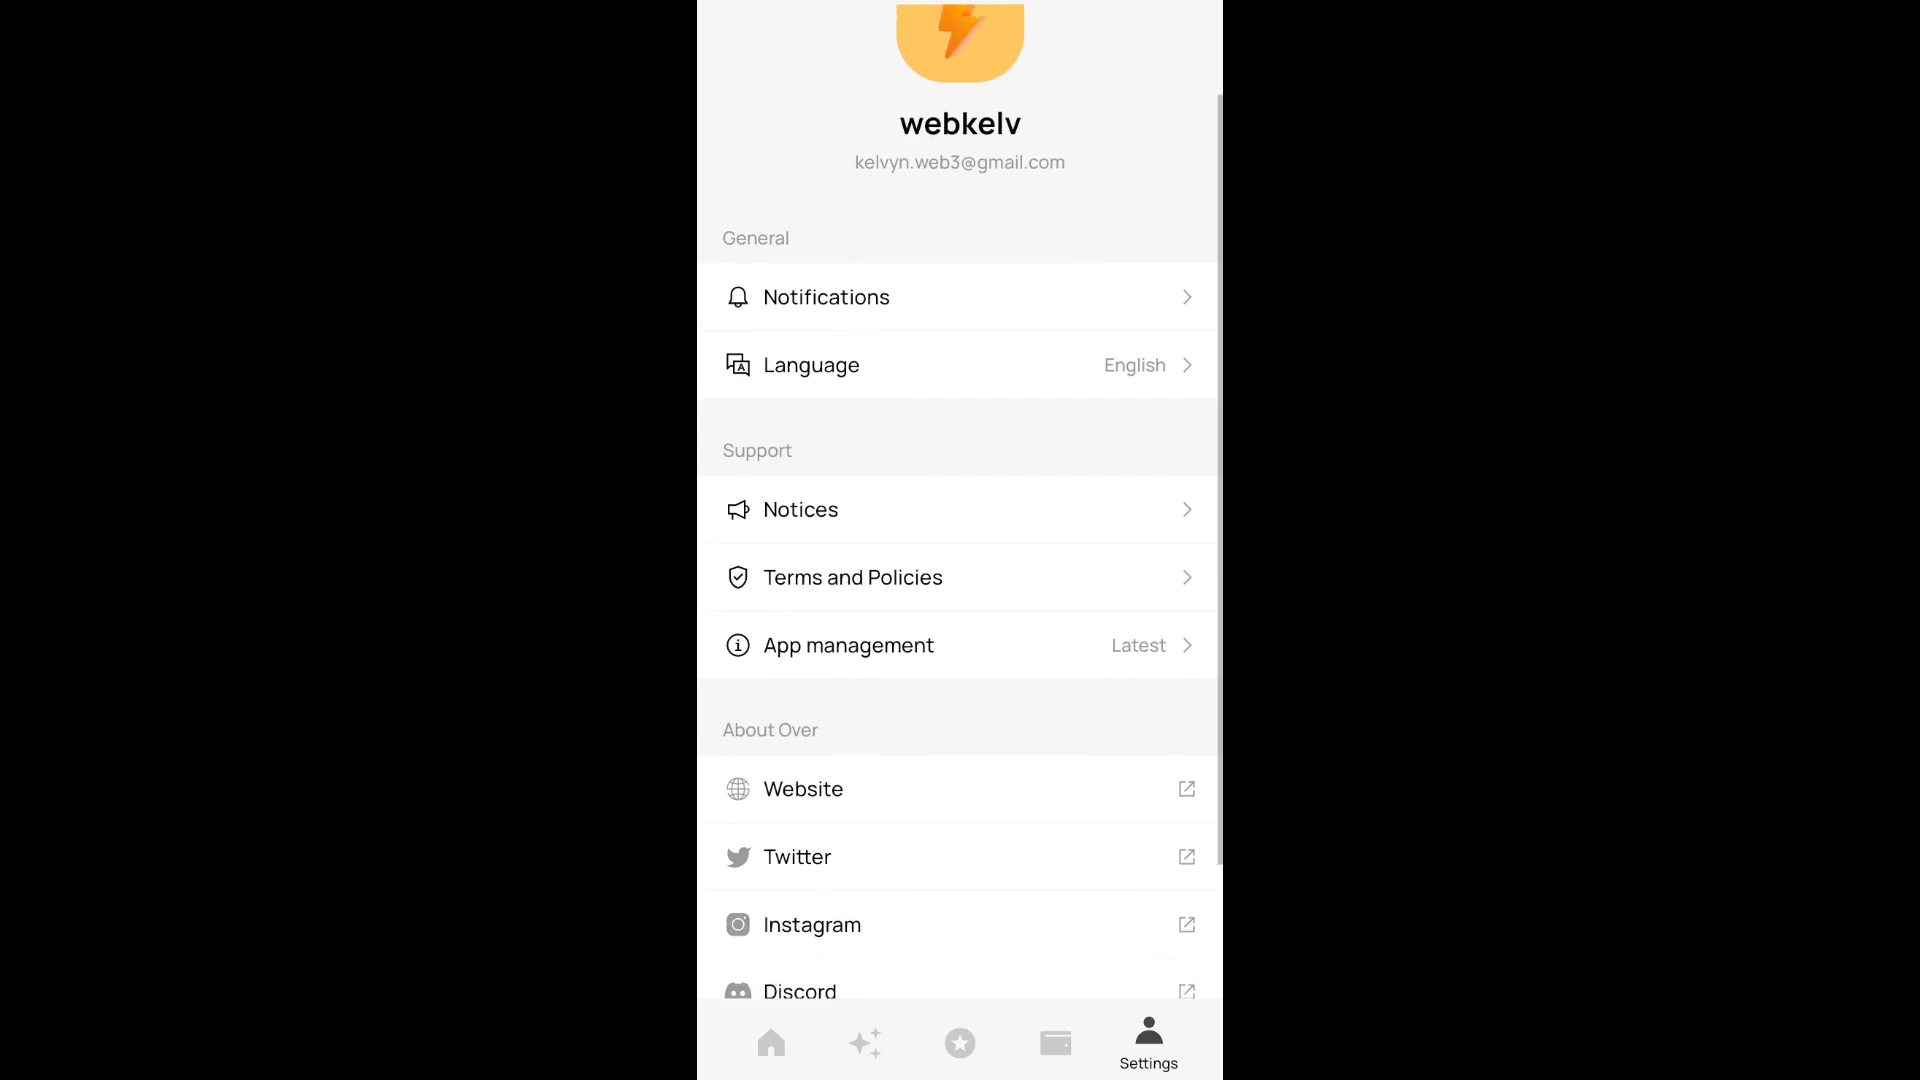 webkelv
kelvyn.web3@gmail.com
General
Notifications
Language English
Support
Notices
Terms and Policies
App management Latest
About Over
Website
Twitter
Instagram
Discord
Settings